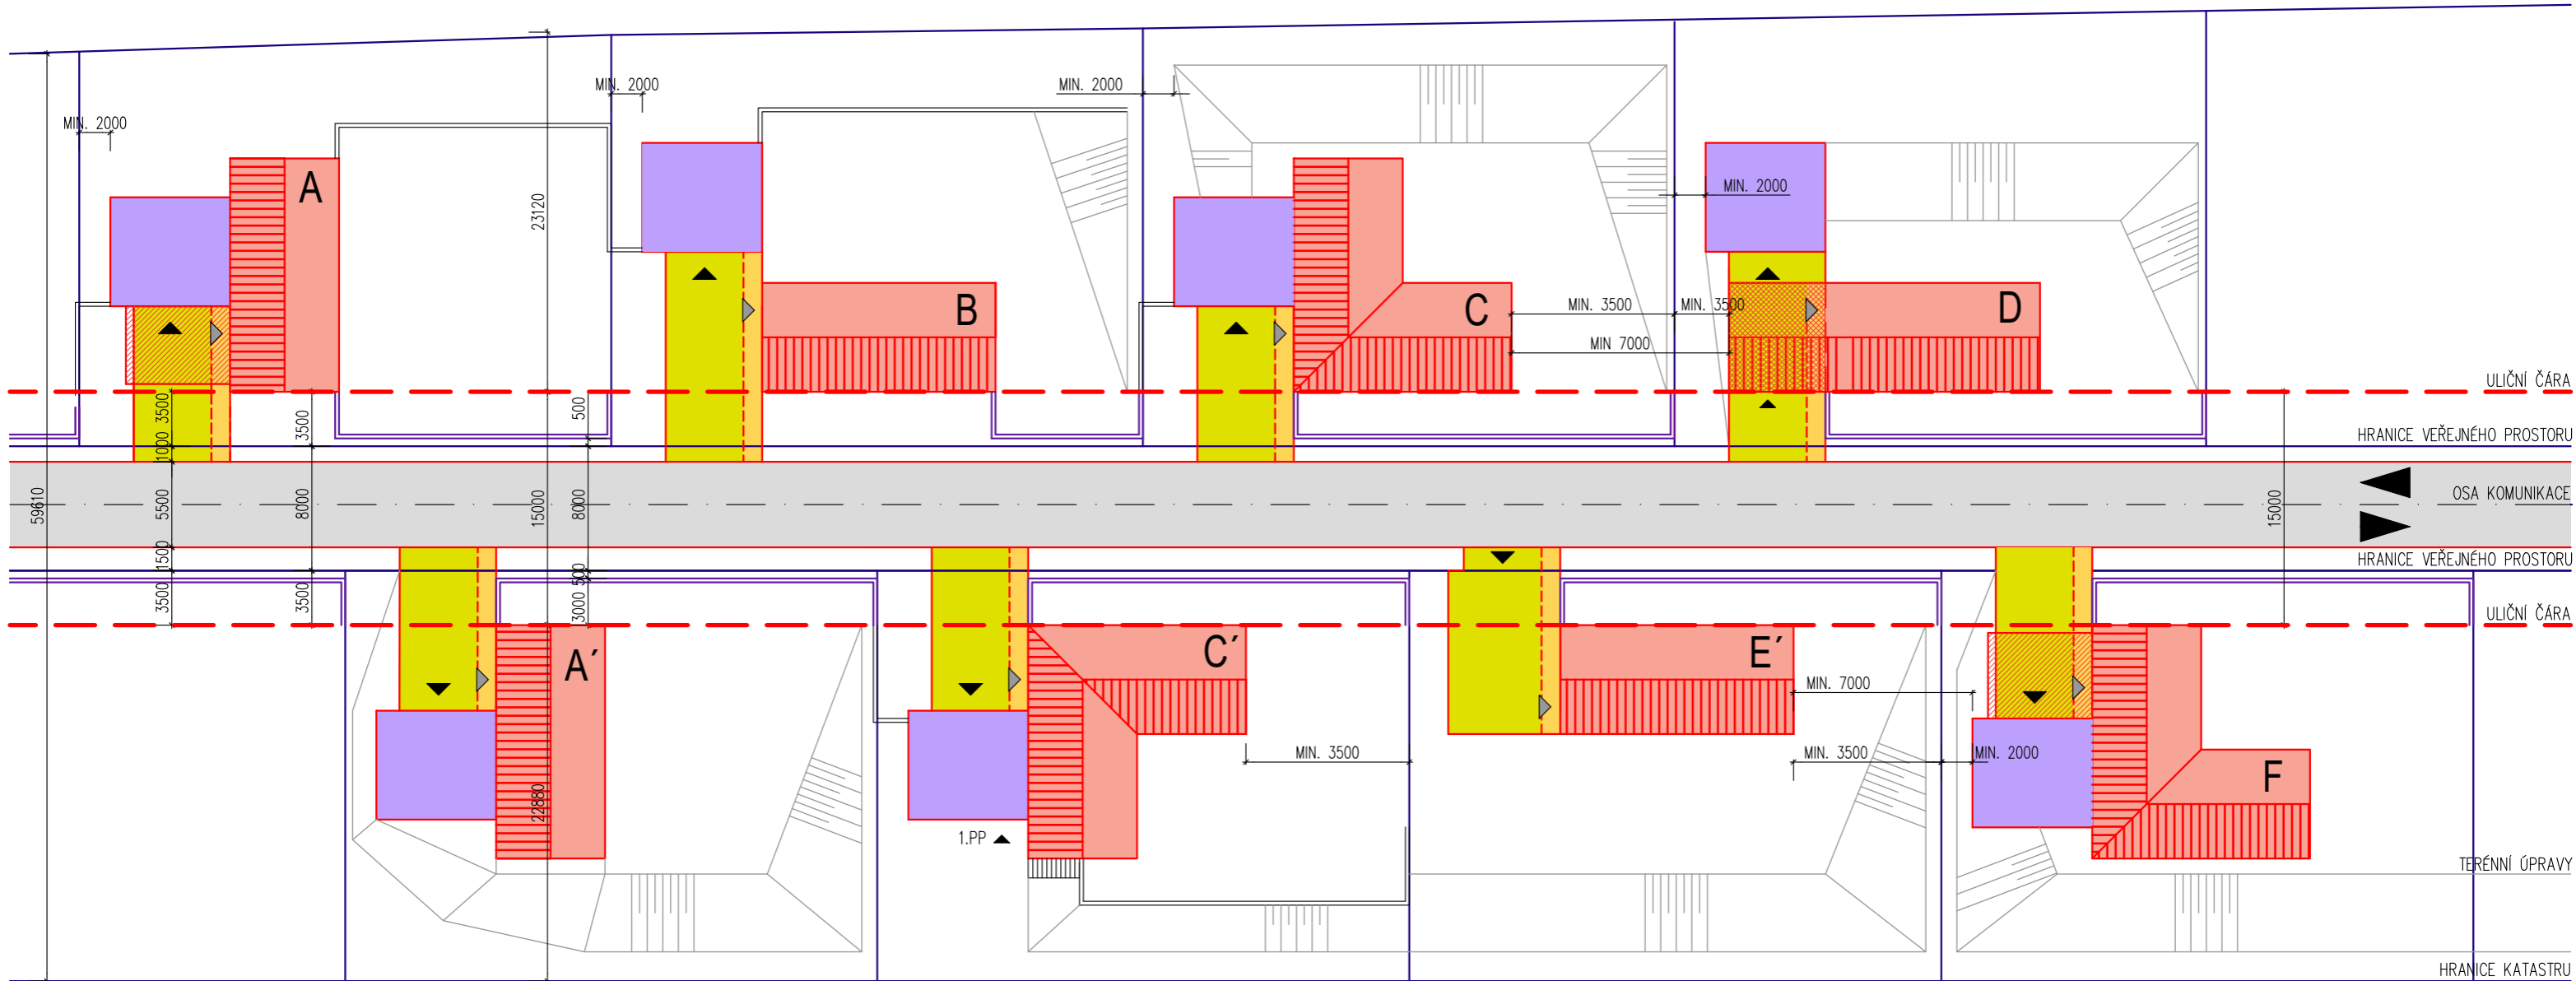 MIN. 2000
MIN. 2000
MIN. 2000
MIN. 2000
23120
A
B
C
D
MIN. 3500
MIN. 3500
MIN 7000
ULIČNÍ ČÁRA
3500
3500
500
1000
HRANICE VEŘEJNÉHO PROSTORU
59610
5500
8000
15000
8000
15000
OSA KOMUNIKACE
1500
HRANICE VEŘEJNÉHO PROSTORU
3500
3500
500
3000
ULIČNÍ ČÁRA
A´
C´
E´
F
MIN. 7000
MIN. 3500
MIN. 3500
MIN. 2000
22880
1.PP
TERÉNNÍ ÚPRAVY
HRANICE KATASTRU